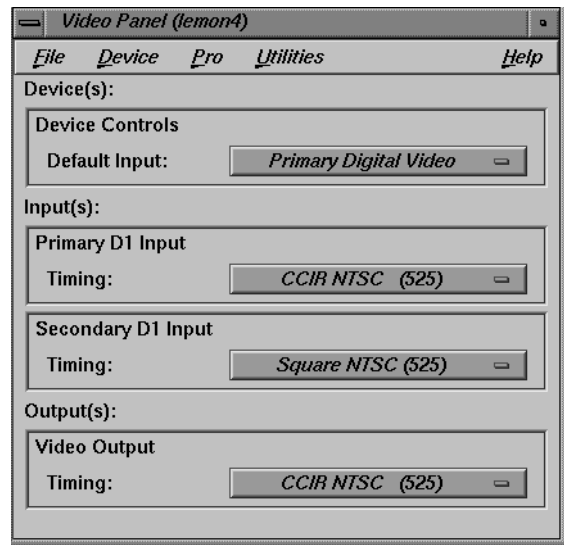 Video Panel (lemon4)
File Device Pro Utilities Help
Device(s):
Device Controls
Default Input: Primary Digital Video
Input(s):
Primary D1 Input
Timing: CCIR NTSC (525)
Secondary D1 Input
Timing: Square NTSC (525)
Output(s):
Video Output
Timing: CCIR NTSC (525)